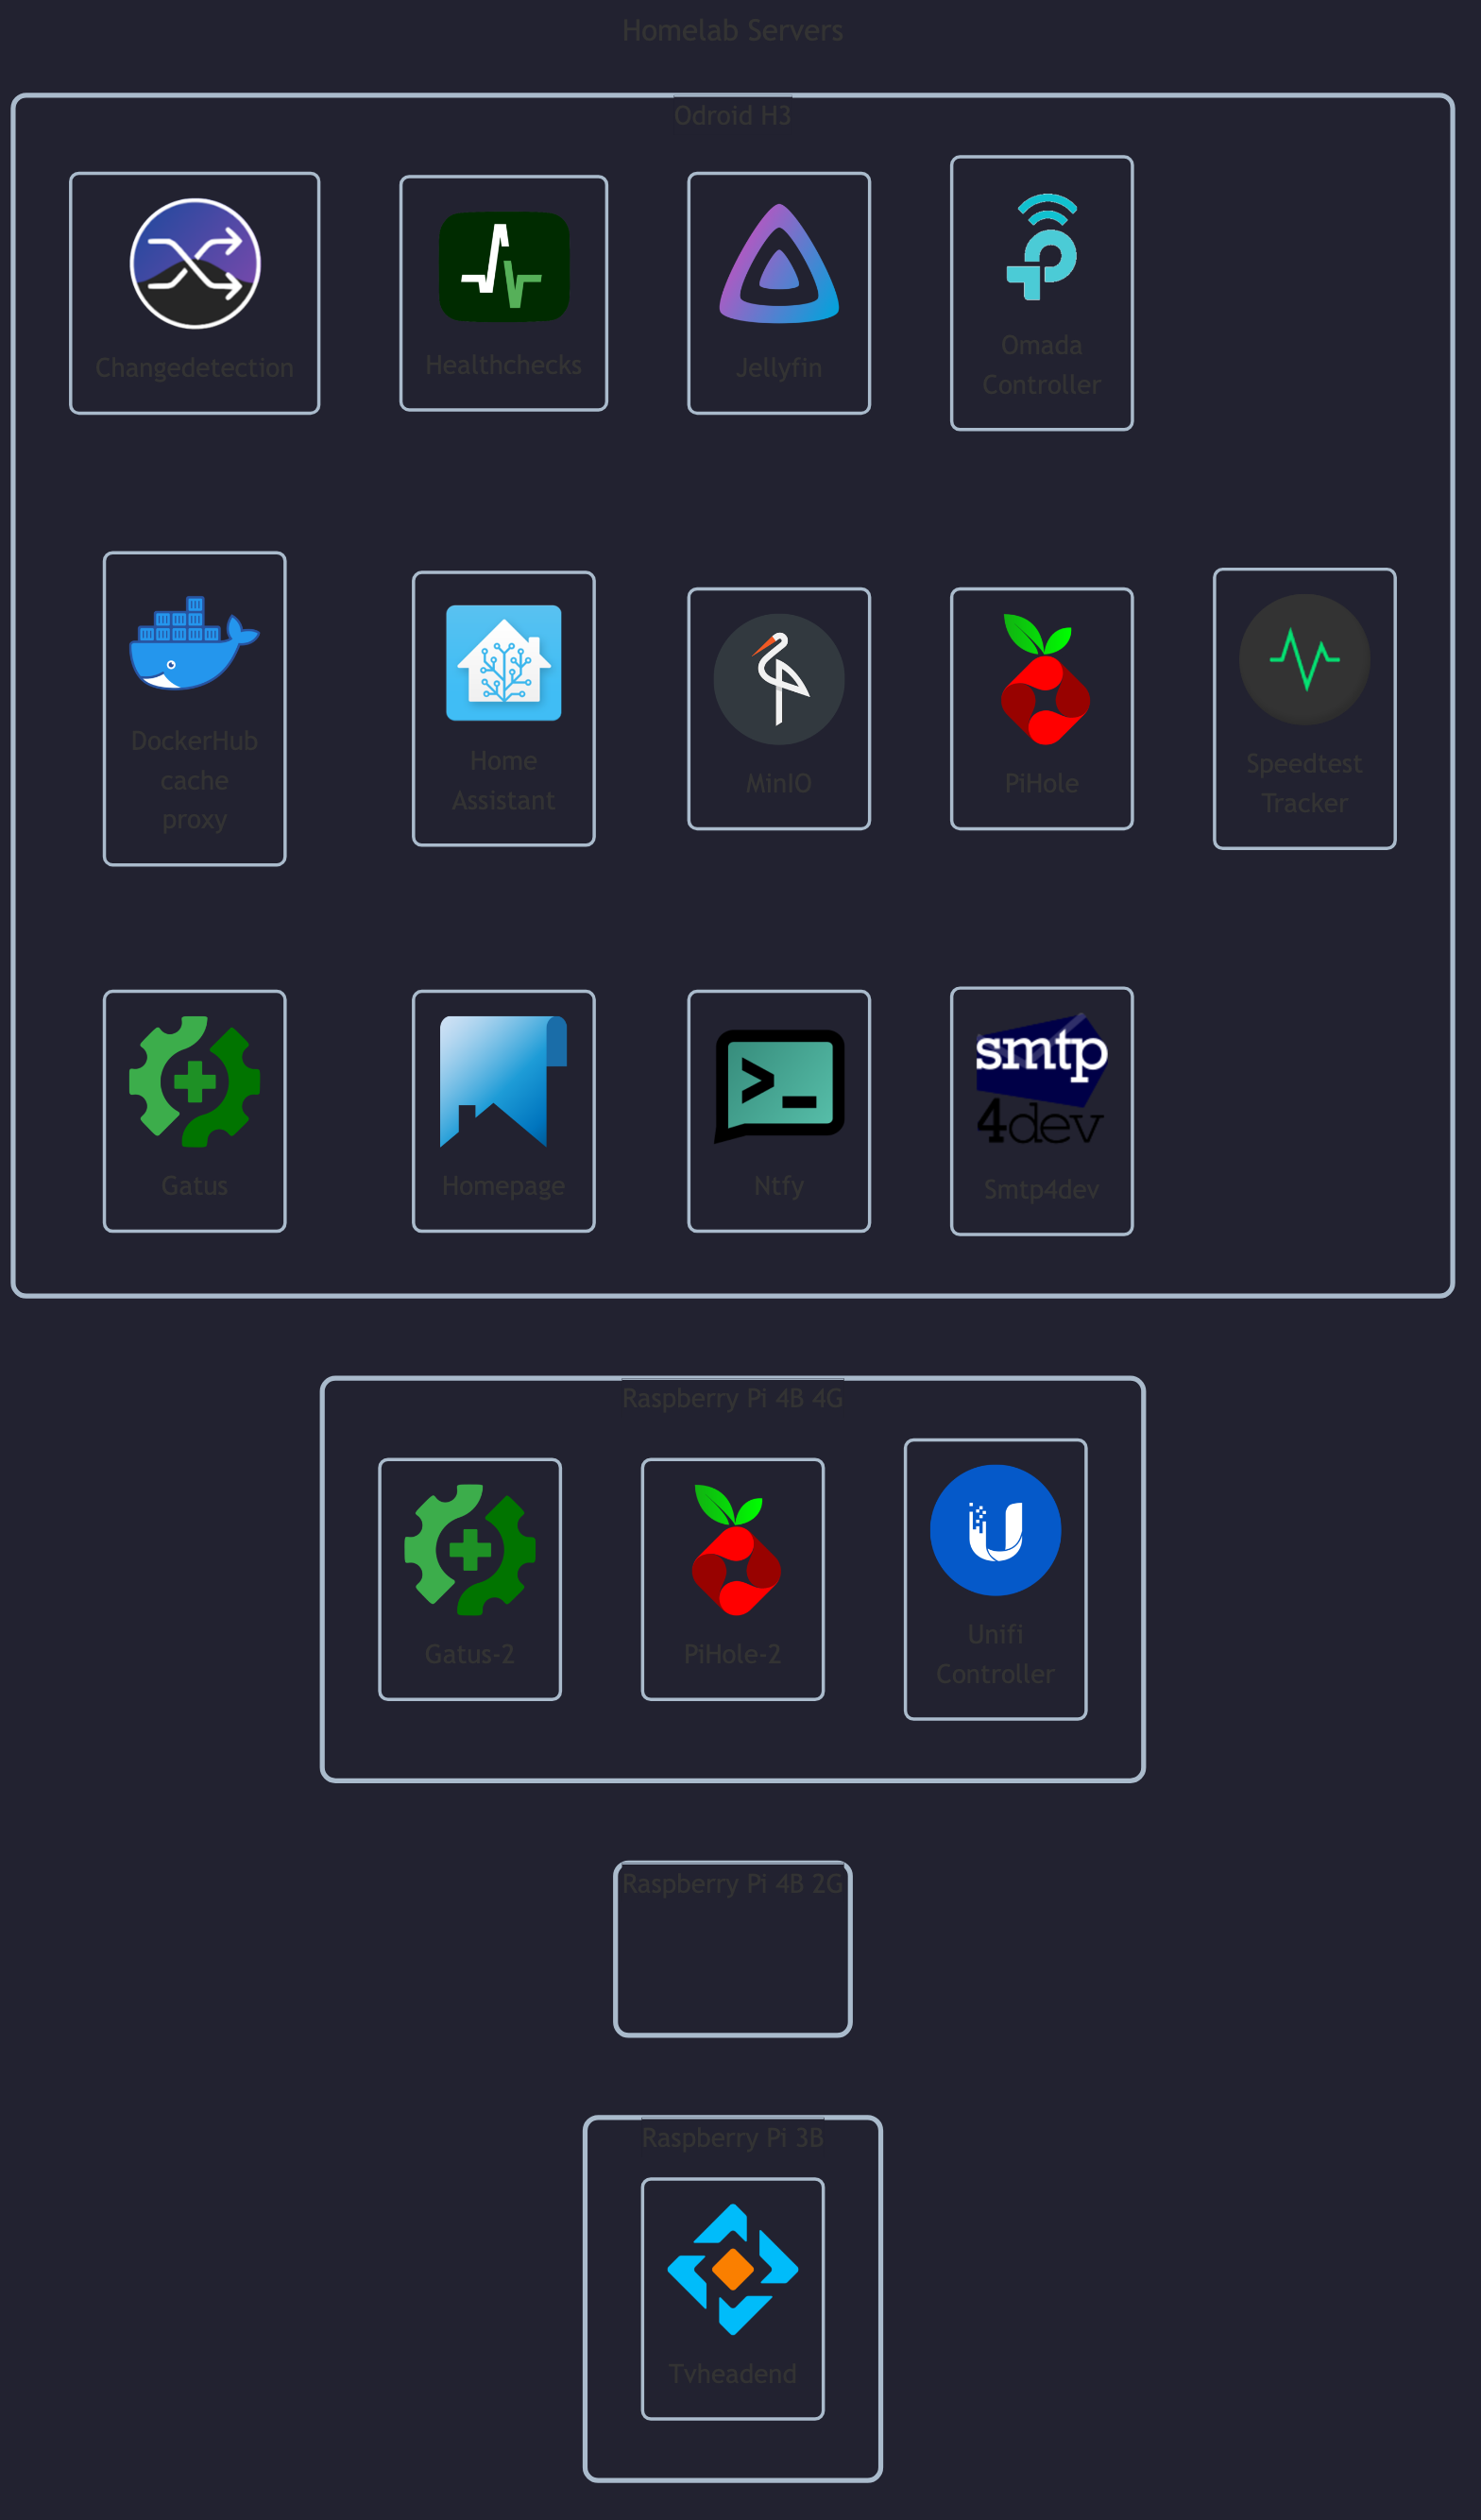 Homelab Servers
Odroid H3
Changedetection
Healthchecks
Jellyfin
Omada
Controller
DockerHub
cache
proxy
Home
Assistant
MinIO
PiHole
Speedtest
Tracker
Gatus
Homepage
Ntfy
smtp
4dev
Smtp4dev
Raspberry Pi 4B 4G
Gatus-2
PiHole-2
Unifi
Controller
Raspberry Pi 4B 2G
Raspberry Pi 3B
Tvheadend